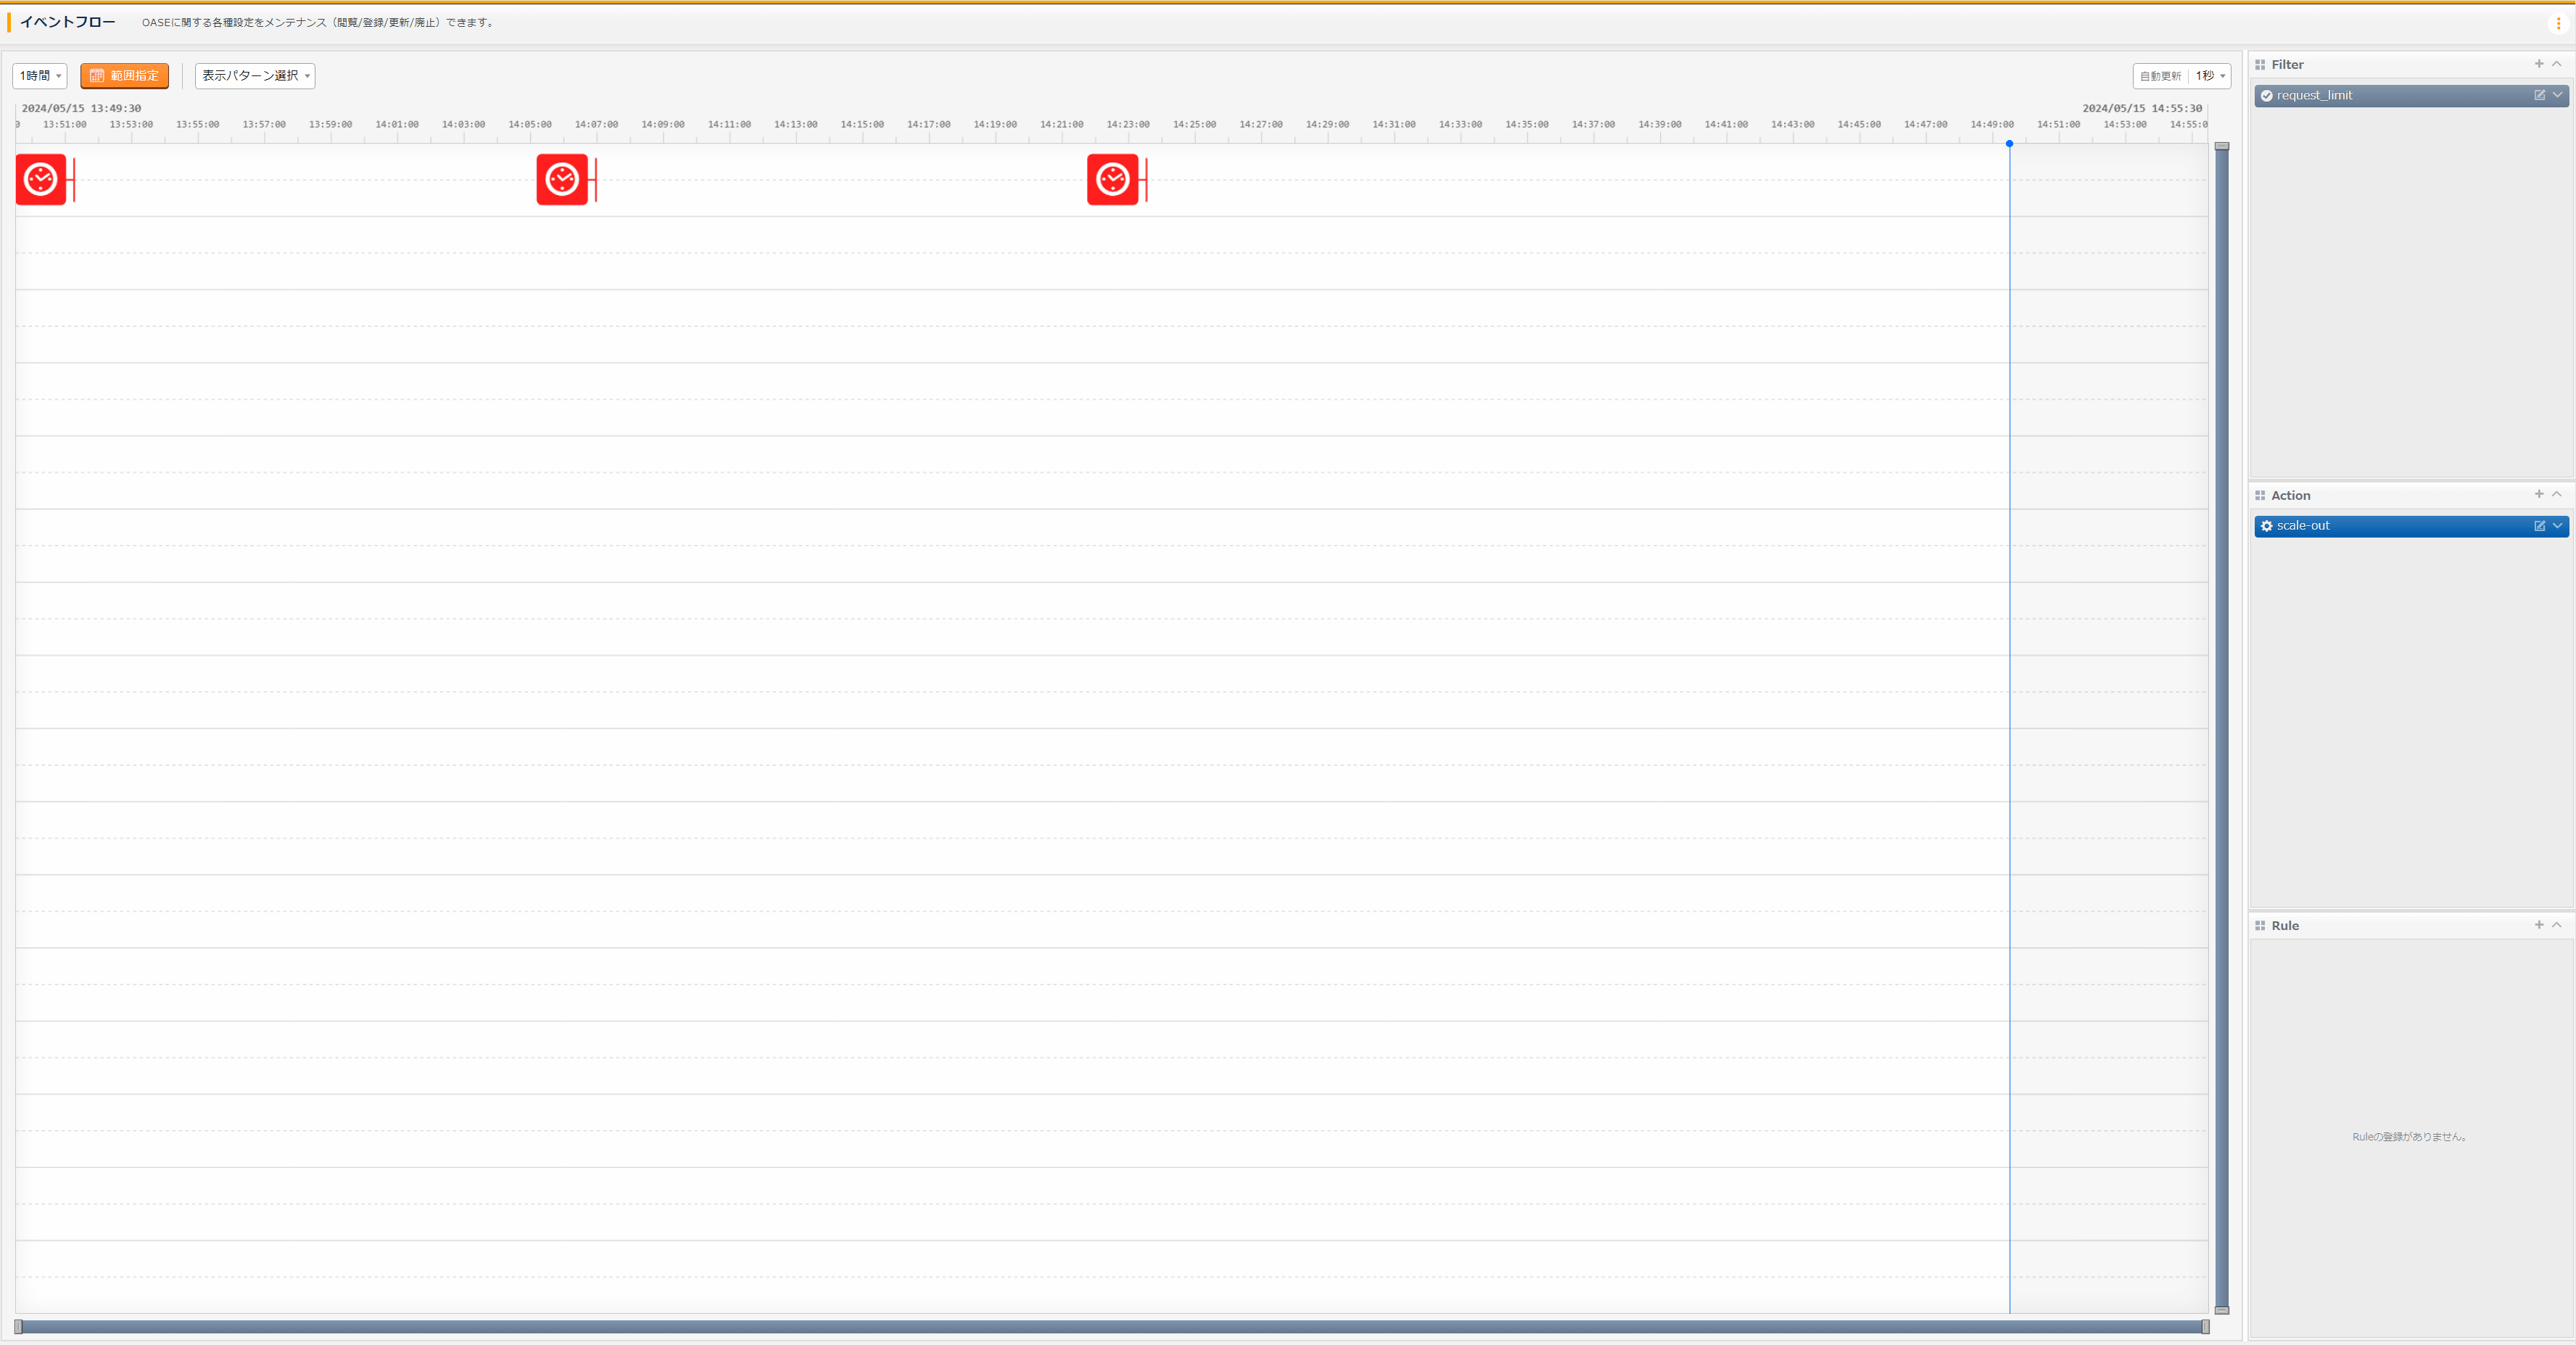 イベントフロー OASEに関する各種設定をメンテナンス（閲覧/登録/更新/廃止）できます。
1時間 範囲指定 表示パターン選択 自動更新 1秒
2024/05/15 13:49:30 2024/05/15 14:55:30
13:51:00 13:53:00 13:55:00 13:57:00 13:59:00 14:01:00 14:03:00 14:05:00 14:07:00 14:09:00 14:11:00 14:13:00 14:15:00 14:17:00 14:19:00 14:21:00 14:23:00 14:25:00 14:27:00 14:29:00 14:31:00 14:33:00 14:35:00 14:37:00 14:39:00 14:41:00 14:43:00 14:45:00 14:47:00 14:49:00 14:51:00 14:53:00 14:55:0
Filter
request_limit
Action
scale-out
Rule
Ruleの登録がありません。